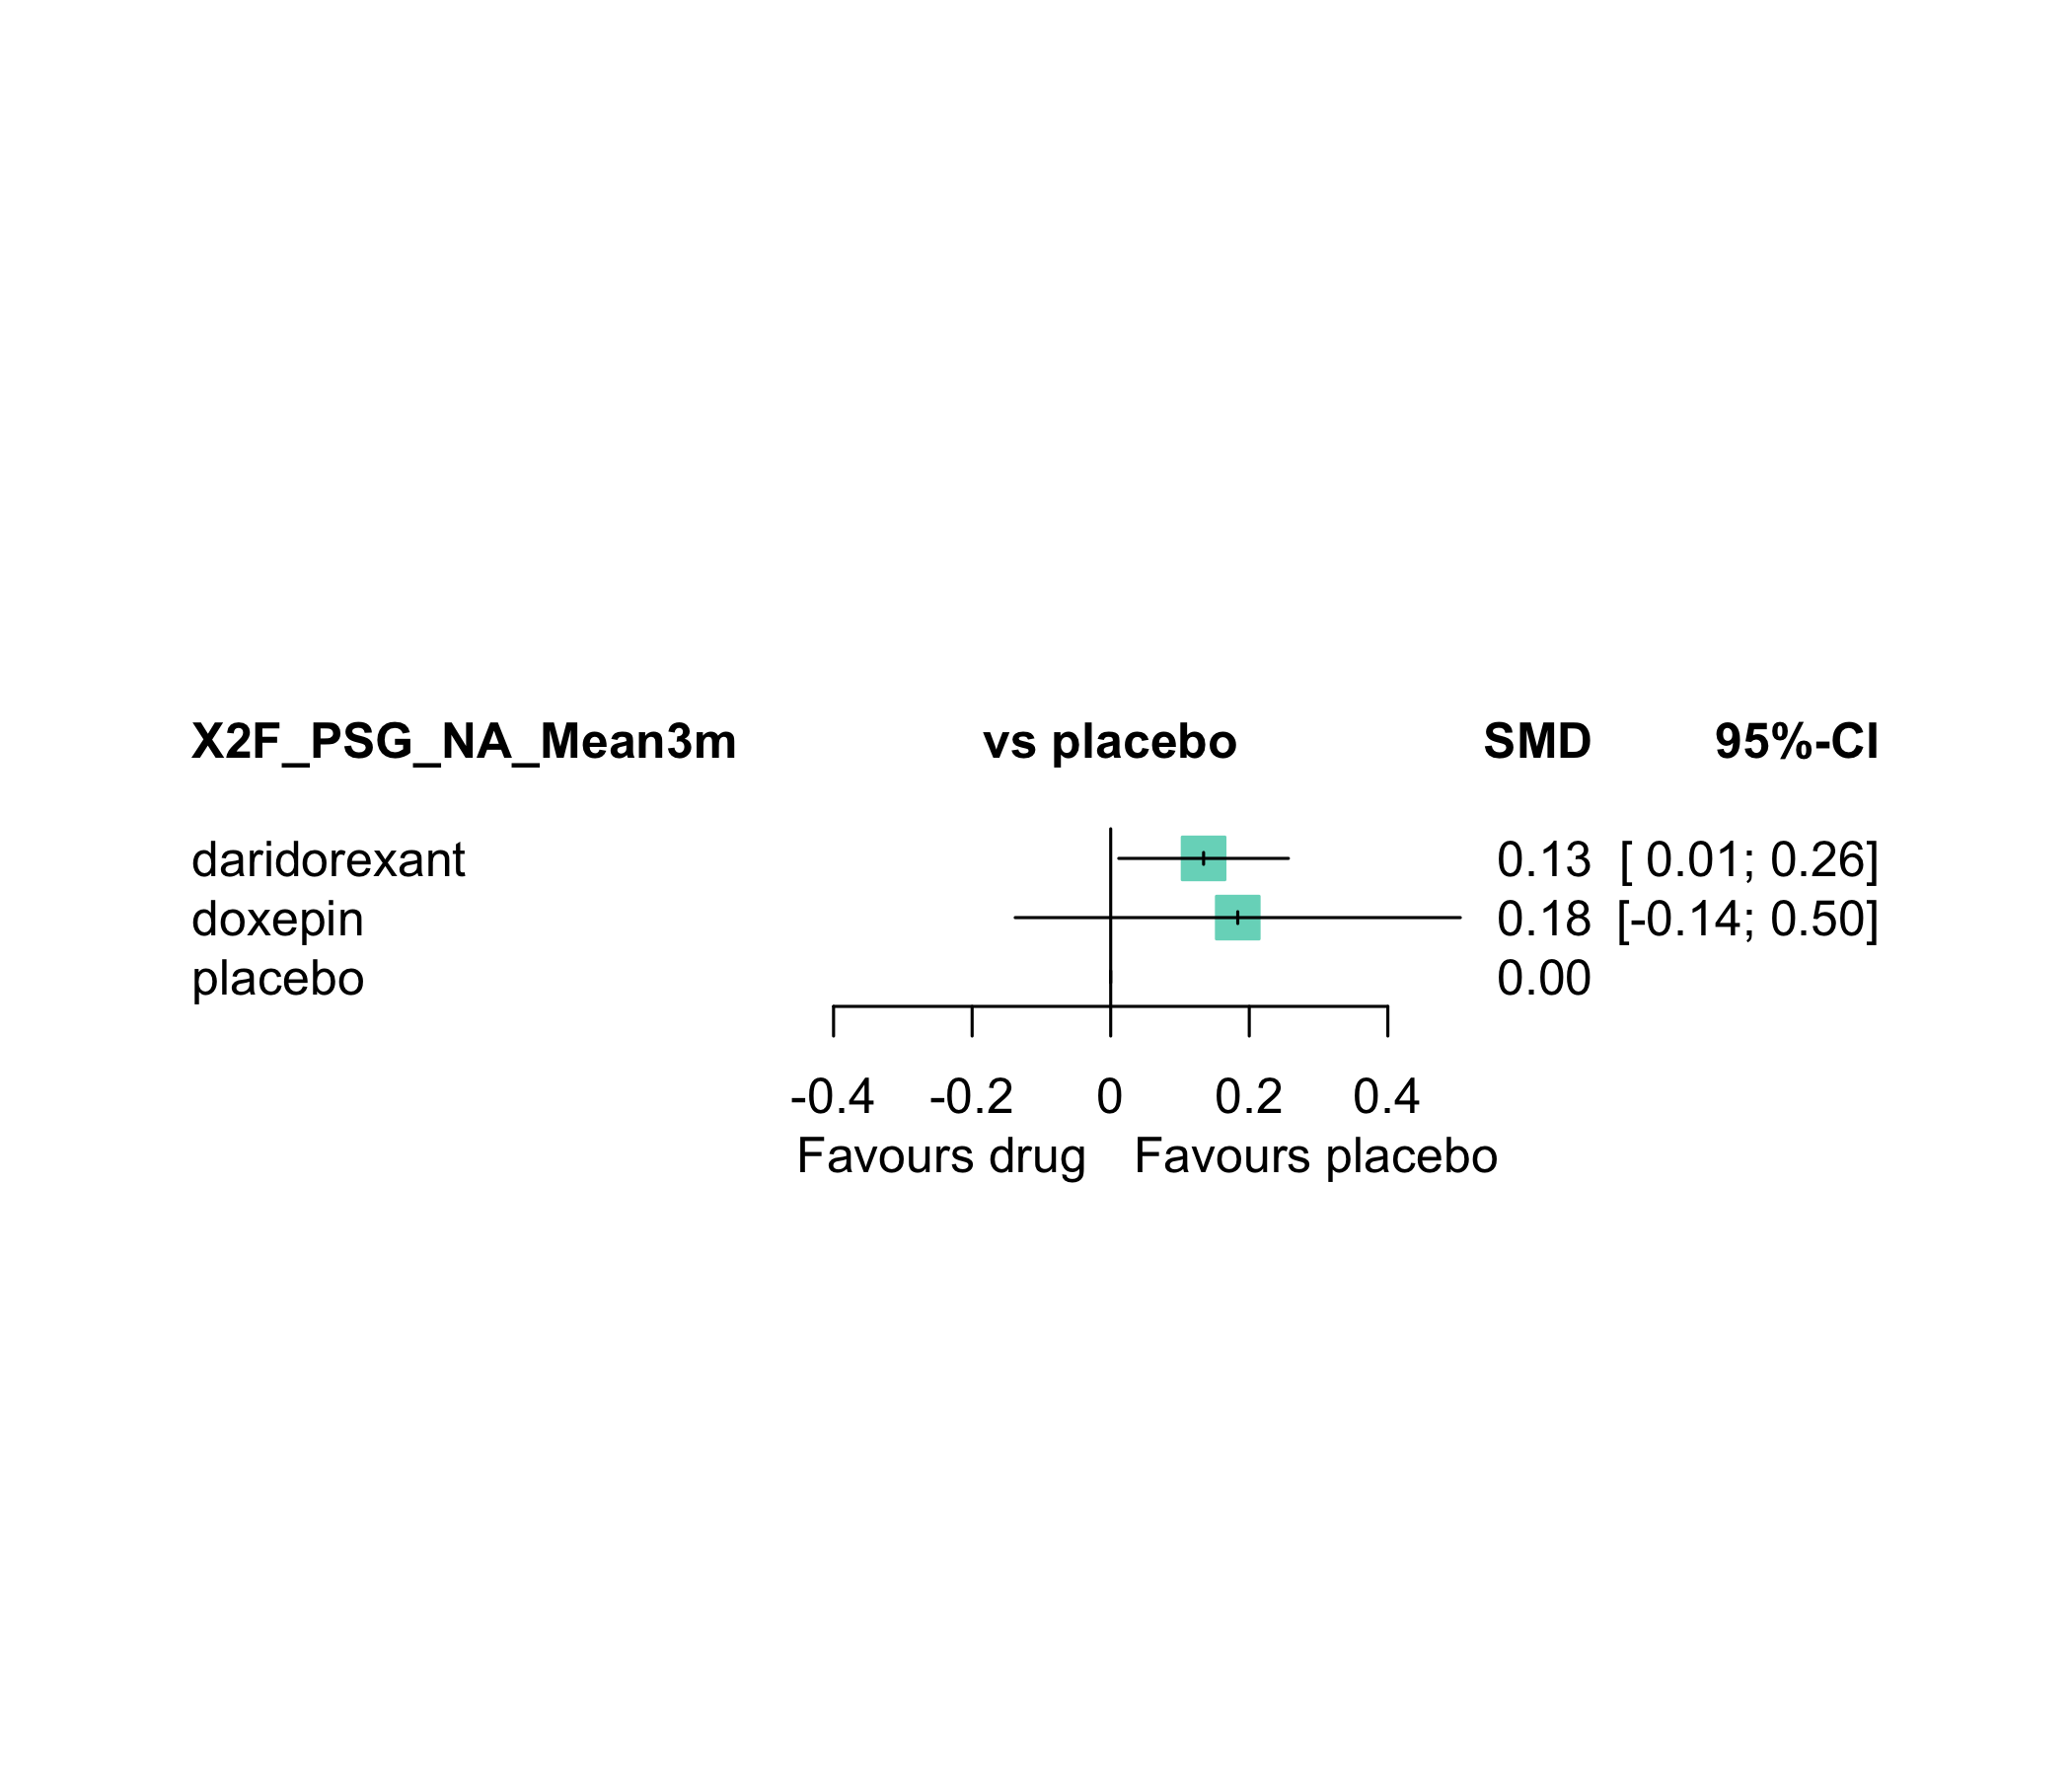 X2F_PSG_NA_Mean3m vs placebo SMD 95%-CI
daridorexant 0.13 [ 0.01; 0.26]
doxepin 0.18 [-0.14; 0.50]
placebo 0.00
-0.4 -0.2 0 0.2 0.4
Favours drug Favours placebo